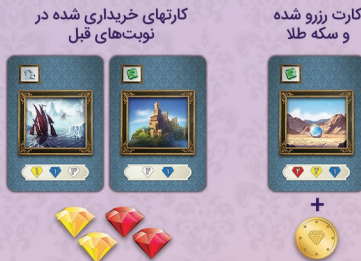 کارت رزرو شده
و سکه طلا
کارتهای خریداری شده در
نوبت‌های قبل
+